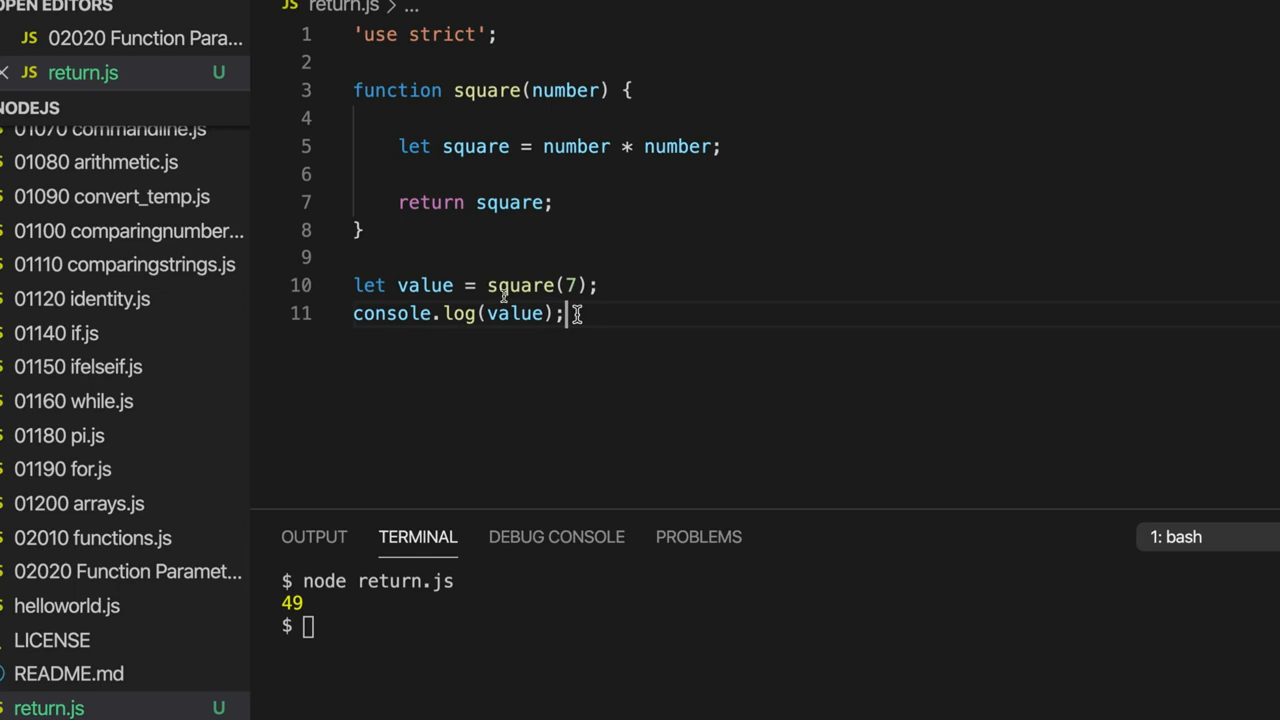 OPEN EDITORS
JS 02020 Function Para...
JS return.js U
NODEJS
01070 commandline.js
01080 arithmetic.js
01090 convert_temp.js
01100 comparingnumber...
01110 comparingstrings.js
01120 identity.js
01140 if.js
01150 ifelseif.js
01160 while.js
01180 pi.js
01190 for.js
01200 arrays.js
02010 functions.js
02020 Function Paramet...
helloworld.js
LICENSE
README.md
return.js U
JS return.js > ...
1 'use strict';
2
3 function square(number) {
4
5 let square = number * number;
6
7 return square;
8 }
9
10 let value = square(7);
11 console.log(value);
OUTPUT TERMINAL DEBUG CONSOLE PROBLEMS 1: bash
$ node return.js
49
$